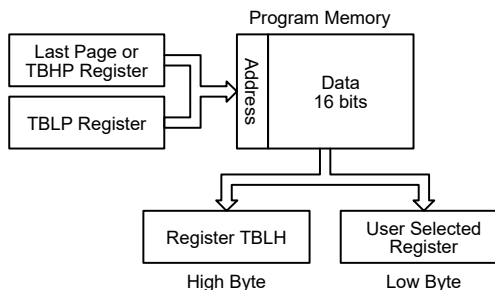 Program Memory
Last Page or
TBHP Register
TBLP Register
Address
Data
16 bits
Register TBLH
User Selected
Register
High Byte
Low Byte